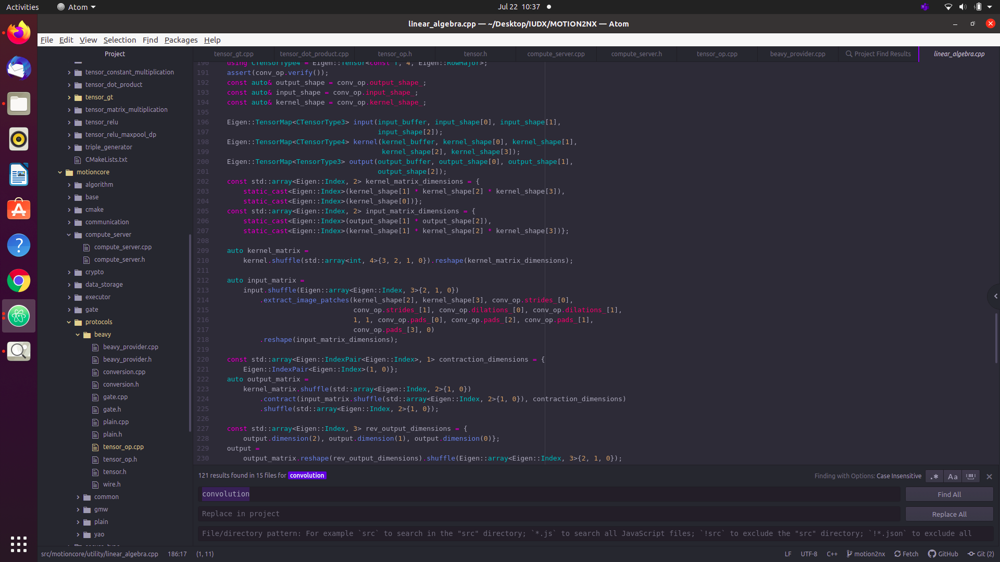 Activities
Atom
Jul 22 10:37
linear_algebra.cpp — ~/Desktop/IUDX/MOTION2NX — Atom
File Edit View Selection Find Packages Help
Project
tensor_constant_multiplication
tensor_dot_product
tensor_gt
tensor_matrix_multiplication
tensor_relu
tensor_relu_maxpool_dp
triple_generator
CMakeLists.txt
motioncore
algorithm
base
cmake
communication
compute_server
compute_server.cpp
compute_server.h
crypto
data_storage
executor
gate
protocols
beavy
beavy_provider.cpp
beavy_provider.h
conversion.cpp
conversion.h
gate.cpp
gate.h
plain.cpp
plain.h
tensor_op.cpp
tensor_op.h
tensor.h
wire.h
common
gmw
plain
yao
tensor_gt.cpp tensor_dot_product.cpp tensor_op.h tensor.h compute_server.cpp compute_server.h tensor_op.cpp beavy_provider.cpp Project Find Results linear_algebra.cpp
190 using CTensorType4 = Eigen::Tensor<const T, 4, Eigen::RowMajor>;
191 assert(conv_op.verify());
192 const auto& output_shape = conv_op.output_shape_;
193 const auto& input_shape = conv_op.input_shape_;
194 const auto& kernel_shape = conv_op.kernel_shape_;
195
196 Eigen::TensorMap<CTensorType3> input(input_buffer, input_shape[0], input_shape[1],
197 input_shape[2]);
198 Eigen::TensorMap<CTensorType4> kernel(kernel_buffer, kernel_shape[0], kernel_shape[1],
199 kernel_shape[2], kernel_shape[3]);
200 Eigen::TensorMap<TensorType3> output(output_buffer, output_shape[0], output_shape[1],
201 output_shape[2]);
202 const std::array<Eigen::Index, 2> kernel_matrix_dimensions = {
203 static_cast<Eigen::Index>(kernel_shape[1] * kernel_shape[2] * kernel_shape[3]),
204 static_cast<Eigen::Index>(kernel_shape[0])};
205 const std::array<Eigen::Index, 2> input_matrix_dimensions = {
206 static_cast<Eigen::Index>(output_shape[1] * output_shape[2]),
207 static_cast<Eigen::Index>(kernel_shape[1] * kernel_shape[2] * kernel_shape[3])};
208
209 auto kernel_matrix =
210 kernel.shuffle(std::array<int, 4>{3, 2, 1, 0}).reshape(kernel_matrix_dimensions);
211
212 auto input_matrix =
213 input.shuffle(Eigen::array<Eigen::Index, 3>{2, 1, 0})
214 .extract_image_patches(kernel_shape[2], kernel_shape[3], conv_op.strides_[0],
215 conv_op.strides_[1], conv_op.dilations_[0], conv_op.dilations_[1],
216 1, 1, conv_op.pads_[0], conv_op.pads_[2], conv_op.pads_[1],
217 conv_op.pads_[3], 0)
218 .reshape(input_matrix_dimensions);
219
220 const std::array<Eigen::IndexPair<Eigen::Index>, 1> contraction_dimensions = {
221 Eigen::IndexPair<Eigen::Index>(1, 0)};
222 auto output_matrix =
223 kernel_matrix.shuffle(std::array<Eigen::Index, 2>{1, 0})
224 .contract(input_matrix.shuffle(std::array<Eigen::Index, 2>{1, 0}), contraction_dimensions)
225 .shuffle(std::array<Eigen::Index, 2>{1, 0});
226
227 const std::array<Eigen::Index, 3> rev_output_dimensions = {
228 output.dimension(2), output.dimension(1), output.dimension(0)};
229 output =
230 output_matrix.reshape(rev_output_dimensions).shuffle(Eigen::array<Eigen::Index, 3>{2, 1, 0});
121 results found in 15 files for convolution
Finding with Options: Case Insensitive
.* Aa
convolution
Find All
Replace in project
Replace All
File/directory pattern: For example `src` to search in the "src" directory; `*.js` to search all JavaScript files; `!src` to exclude the "src" directory; `!*.json` to exclude all
src/motioncore/utility/linear_algebra.cpp 186:17 (1, 11)
LF UTF-8 C++ motion2nx Fetch GitHub Git (2)